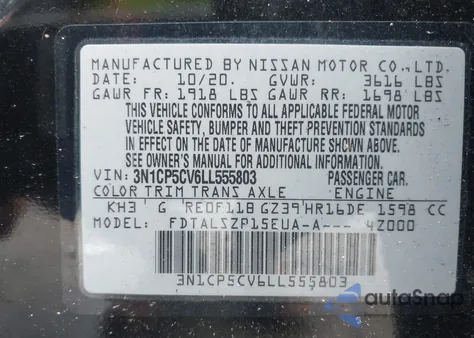 MANUFACTURED BY NISSAN MOTOR CO., LTD.
DATE: 10/20. GVWR: 3616 LBS
GAWR FR: 1918 LBS GAWR RR: 1698 LBS
THIS VEHICLE CONFORMS TO ALL APPLICABLE FEDERAL MOTOR
VEHICLE SAFETY, BUMPER AND THEFT PREVENTION STANDARDS
IN EFFECT ON THE DATE OF MANUFACTURE SHOWN ABOVE.
SEE OWNER'S MANUAL FOR ADDITIONAL INFORMATION.
VIN: 3N1CP5CV6LL555803 PASSENGER CAR.
COLOR TRIM TRANS AXLE ENGINE
KH3 G RE0F11B GZ39 HR16DE 1598 CC
MODEL: FDTALSZP15EUA-A--- 4Z000
3N1CP5CV6LL555803
autoSnap